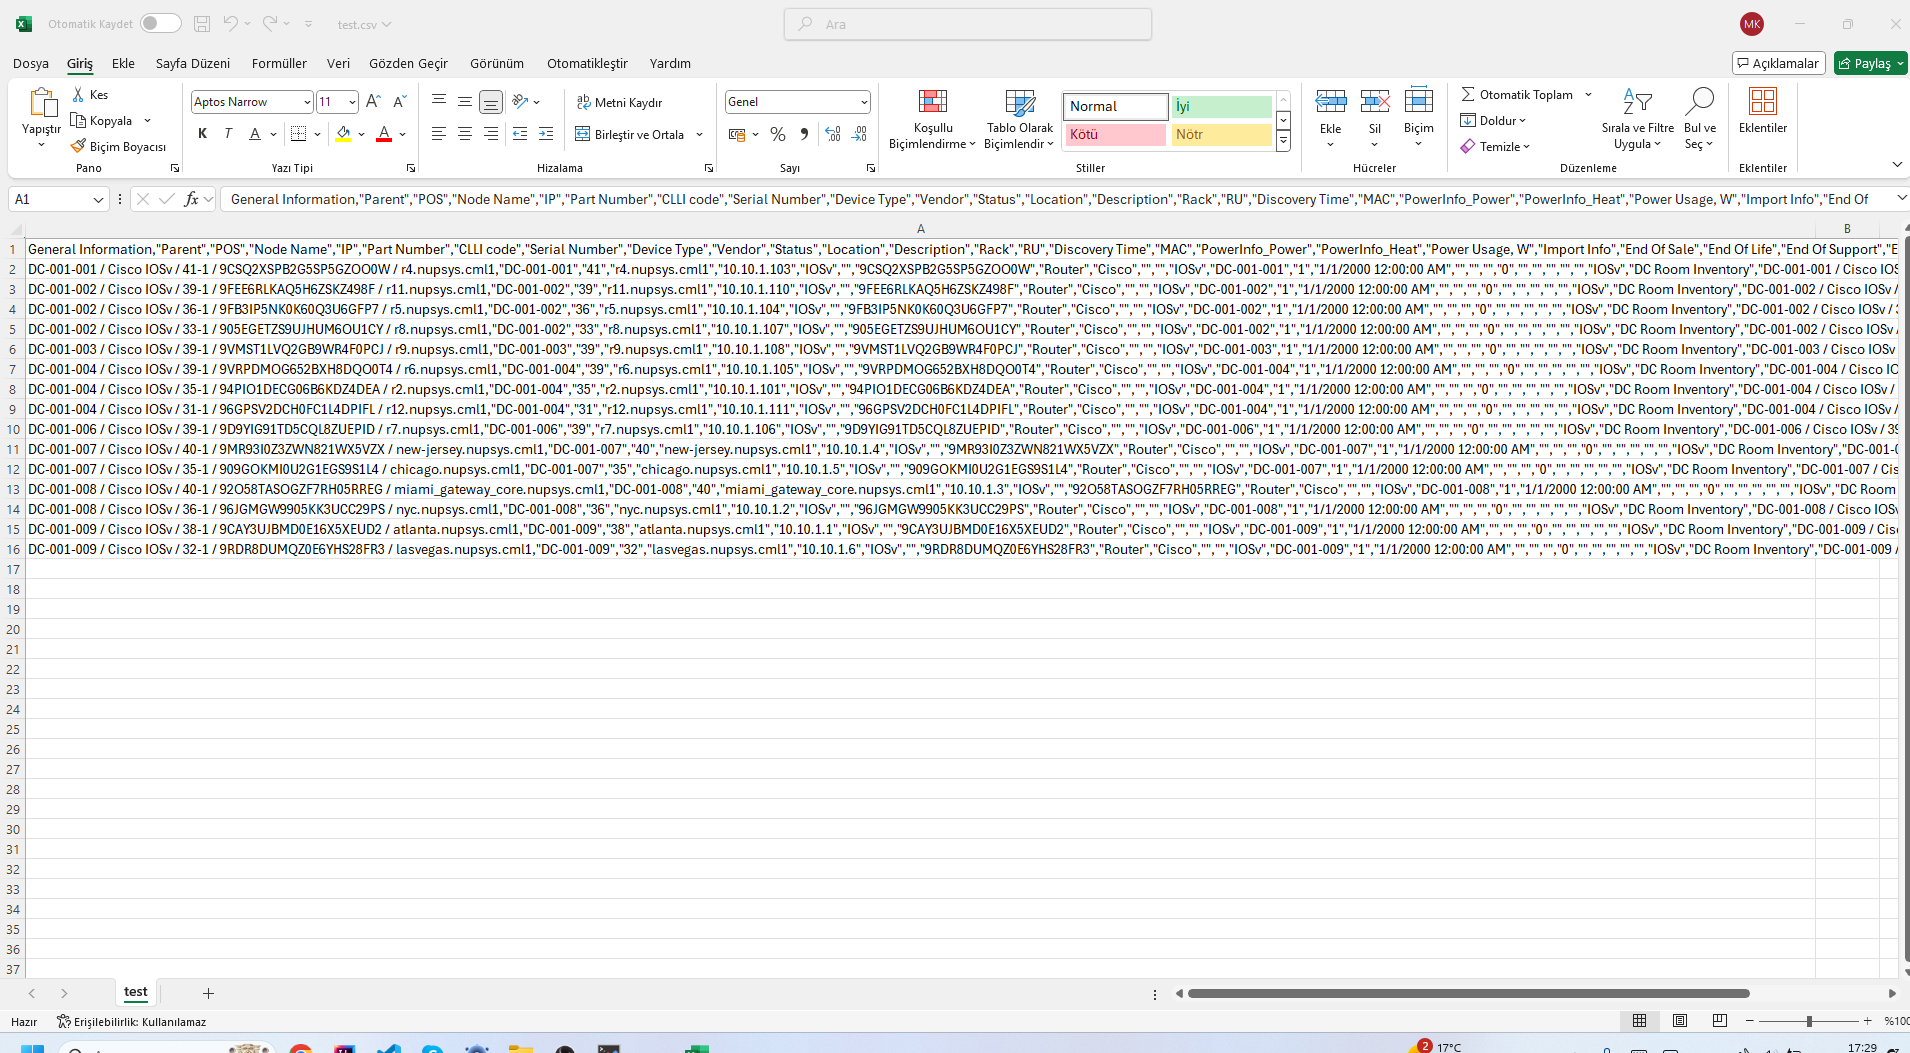 Otomatik Kaydet test.csv Ara MK
Dosya Giriş Ekle Sayfa Düzeni Formüller Veri Gözden Geçir Görünüm Otomatikleştir Yardım Açıklamalar Paylaş
Yapıştır Kes Kopyala Biçim Boyacısı
Aptos Narrow 11
K T A
Metni Kaydır
Birleştir ve Ortala
Genel
Koşullu Biçimlendirme Tablo Olarak Biçimlendir
Normal İyi
Kötü Nötr
Ekle Sil Biçim
Otomatik Toplam
Doldur
Temizle
Sırala ve Filtre Uygula Bul ve Seç
Eklentiler
Pano Yazı Tipi Hizalama Sayı Stiller Hücreler Düzenleme Eklentiler
A1 fx General Information,"Parent","POS","Node Name","IP","Part Number","CLLI code","Serial Number","Device Type","Vendor","Status","Location","Description","Rack","RU","Discovery Time","MAC","PowerInfo_Power","PowerInfo_Heat","Power Usage, W","Import Info","End Of
A B
1 General Information,"Parent","POS","Node Name","IP","Part Number","CLLI code","Serial Number","Device Type","Vendor","Status","Location","Description","Rack","RU","Discovery Time","MAC","PowerInfo_Power","PowerInfo_Heat","Power Usage, W","Import Info","End Of Sale","End Of Life","End Of Support","E
2 DC-001-001 / Cisco IOSv / 41-1 / 9CSQ2XSPB2G5SP5GZOO0W / r4.nupsys.cml1,"DC-001-001","41","r4.nupsys.cml1","10.10.1.103","IOSv","","9CSQ2XSPB2G5SP5GZOO0W","Router","Cisco","","","IOSv","DC-001-001","1","1/1/2000 12:00:00 AM","","","","0","","","","","","IOSv","DC Room Inventory","DC-001-001 / Cisco IOS
3 DC-001-002 / Cisco IOSv / 39-1 / 9FEE6RLKAQ5H6ZSKZ498F / r11.nupsys.cml1,"DC-001-002","39","r11.nupsys.cml1","10.10.1.110","IOSv","","9FEE6RLKAQ5H6ZSKZ498F","Router","Cisco","","","IOSv","DC-001-002","1","1/1/2000 12:00:00 AM","","","","0","","","","","","IOSv","DC Room Inventory","DC-001-002 / Cisco IOSv /
4 DC-001-002 / Cisco IOSv / 36-1 / 9FB3IP5NK0K60Q3U6GFP7 / r5.nupsys.cml1,"DC-001-002","36","r5.nupsys.cml1","10.10.1.104","IOSv","","9FB3IP5NK0K60Q3U6GFP7","Router","Cisco","","","IOSv","DC-001-002","1","1/1/2000 12:00:00 AM","","","","0","","","","","","IOSv","DC Room Inventory","DC-001-002 / Cisco IOSv / 3
5 DC-001-002 / Cisco IOSv / 33-1 / 905EGETZS9UJHUM6OU1CY / r8.nupsys.cml1,"DC-001-002","33","r8.nupsys.cml1","10.10.1.107","IOSv","","905EGETZS9UJHUM6OU1CY","Router","Cisco","","","IOSv","DC-001-002","1","1/1/2000 12:00:00 AM","","","","0","","","","","","IOSv","DC Room Inventory","DC-001-002 / Cisco IOSv /
6 DC-001-003 / Cisco IOSv / 39-1 / 9VMST1LVQ2GB9WR4F0PCJ / r9.nupsys.cml1,"DC-001-003","39","r9.nupsys.cml1","10.10.1.108","IOSv","","9VMST1LVQ2GB9WR4F0PCJ","Router","Cisco","","","IOSv","DC-001-003","1","1/1/2000 12:00:00 AM","","","","0","","","","","","IOSv","DC Room Inventory","DC-001-003 / Cisco IOSv
7 DC-001-004 / Cisco IOSv / 39-1 / 9VRPDMOG652BXH8DQO0T4 / r6.nupsys.cml1,"DC-001-004","39","r6.nupsys.cml1","10.10.1.105","IOSv","","9VRPDMOG652BXH8DQO0T4","Router","Cisco","","","IOSv","DC-001-004","1","1/1/2000 12:00:00 AM","","","","0","","","","","","IOSv","DC Room Inventory","DC-001-004 / Cisco IO
8 DC-001-004 / Cisco IOSv / 35-1 / 94PIO1DECG06B6KDZ4DEA / r2.nupsys.cml1,"DC-001-004","35","r2.nupsys.cml1","10.10.1.101","IOSv","","94PIO1DECG06B6KDZ4DEA","Router","Cisco","","","IOSv","DC-001-004","1","1/1/2000 12:00:00 AM","","","","0","","","","","","IOSv","DC Room Inventory","DC-001-004 / Cisco IOSv /
9 DC-001-004 / Cisco IOSv / 31-1 / 96GPSV2DCH0FC1L4DPIFL / r12.nupsys.cml1,"DC-001-004","31","r12.nupsys.cml1","10.10.1.111","IOSv","","96GPSV2DCH0FC1L4DPIFL","Router","Cisco","","","IOSv","DC-001-004","1","1/1/2000 12:00:00 AM","","","","0","","","","","","IOSv","DC Room Inventory","DC-001-004 / Cisco IOSv /
10 DC-001-006 / Cisco IOSv / 39-1 / 9D9YIG91TD5CQL8ZUEPID / r7.nupsys.cml1,"DC-001-006","39","r7.nupsys.cml1","10.10.1.106","IOSv","","9D9YIG91TD5CQL8ZUEPID","Router","Cisco","","","IOSv","DC-001-006","1","1/1/2000 12:00:00 AM","","","","0","","","","","","IOSv","DC Room Inventory","DC-001-006 / Cisco IOSv / 39
11 DC-001-007 / Cisco IOSv / 40-1 / 9MR93I0Z3ZWN821WX5VZX / new-jersey.nupsys.cml1,"DC-001-007","40","new-jersey.nupsys.cml1","10.10.1.4","IOSv","","9MR93I0Z3ZWN821WX5VZX","Router","Cisco","","","IOSv","DC-001-007","1","1/1/2000 12:00:00 AM","","","","0","","","","","","IOSv","DC Room Inventory","DC-001-0
12 DC-001-007 / Cisco IOSv / 35-1 / 909GOKMI0U2G1EGS9S1L4 / chicago.nupsys.cml1,"DC-001-007","35","chicago.nupsys.cml1","10.10.1.5","IOSv","","909GOKMI0U2G1EGS9S1L4","Router","Cisco","","","IOSv","DC-001-007","1","1/1/2000 12:00:00 AM","","","","0","","","","","","IOSv","DC Room Inventory","DC-001-007 / Cis
13 DC-001-008 / Cisco IOSv / 40-1 / 92O58TASOGZF7RH05RREG / miami_gateway_core.nupsys.cml1,"DC-001-008","40","miami_gateway_core.nupsys.cml1","10.10.1.3","IOSv","","92O58TASOGZF7RH05RREG","Router","Cisco","","","IOSv","DC-001-008","1","1/1/2000 12:00:00 AM","","","","0","","","","","","IOSv","DC Room
14 DC-001-008 / Cisco IOSv / 36-1 / 96JGMGW9905KK3UCC29PS / nyc.nupsys.cml1,"DC-001-008","36","nyc.nupsys.cml1","10.10.1.2","IOSv","","96JGMGW9905KK3UCC29PS","Router","Cisco","","","IOSv","DC-001-008","1","1/1/2000 12:00:00 AM","","","","0","","","","","","IOSv","DC Room Inventory","DC-001-008 / Cisco IOSv
15 DC-001-009 / Cisco IOSv / 38-1 / 9CAY3UJBMD0E16X5XEUD2 / atlanta.nupsys.cml1,"DC-001-009","38","atlanta.nupsys.cml1","10.10.1.1","IOSv","","9CAY3UJBMD0E16X5XEUD2","Router","Cisco","","","IOSv","DC-001-009","1","1/1/2000 12:00:00 AM","","","","0","","","","","","IOSv","DC Room Inventory","DC-001-009 / Cisc
16 DC-001-009 / Cisco IOSv / 32-1 / 9RDR8DUMQZ0E6YHS28FR3 / lasvegas.nupsys.cml1,"DC-001-009","32","lasvegas.nupsys.cml1","10.10.1.6","IOSv","","9RDR8DUMQZ0E6YHS28FR3","Router","Cisco","","","IOSv","DC-001-009","1","1/1/2000 12:00:00 AM","","","","0","","","","","","IOSv","DC Room Inventory","DC-001-009 /
17
18
19
20
21
22
23
24
25
26
27
28
29
30
31
32
33
34
35
36
37
test
Hazır Erişilebilirlik: Kullanılamaz %100
2 17°C 17:29